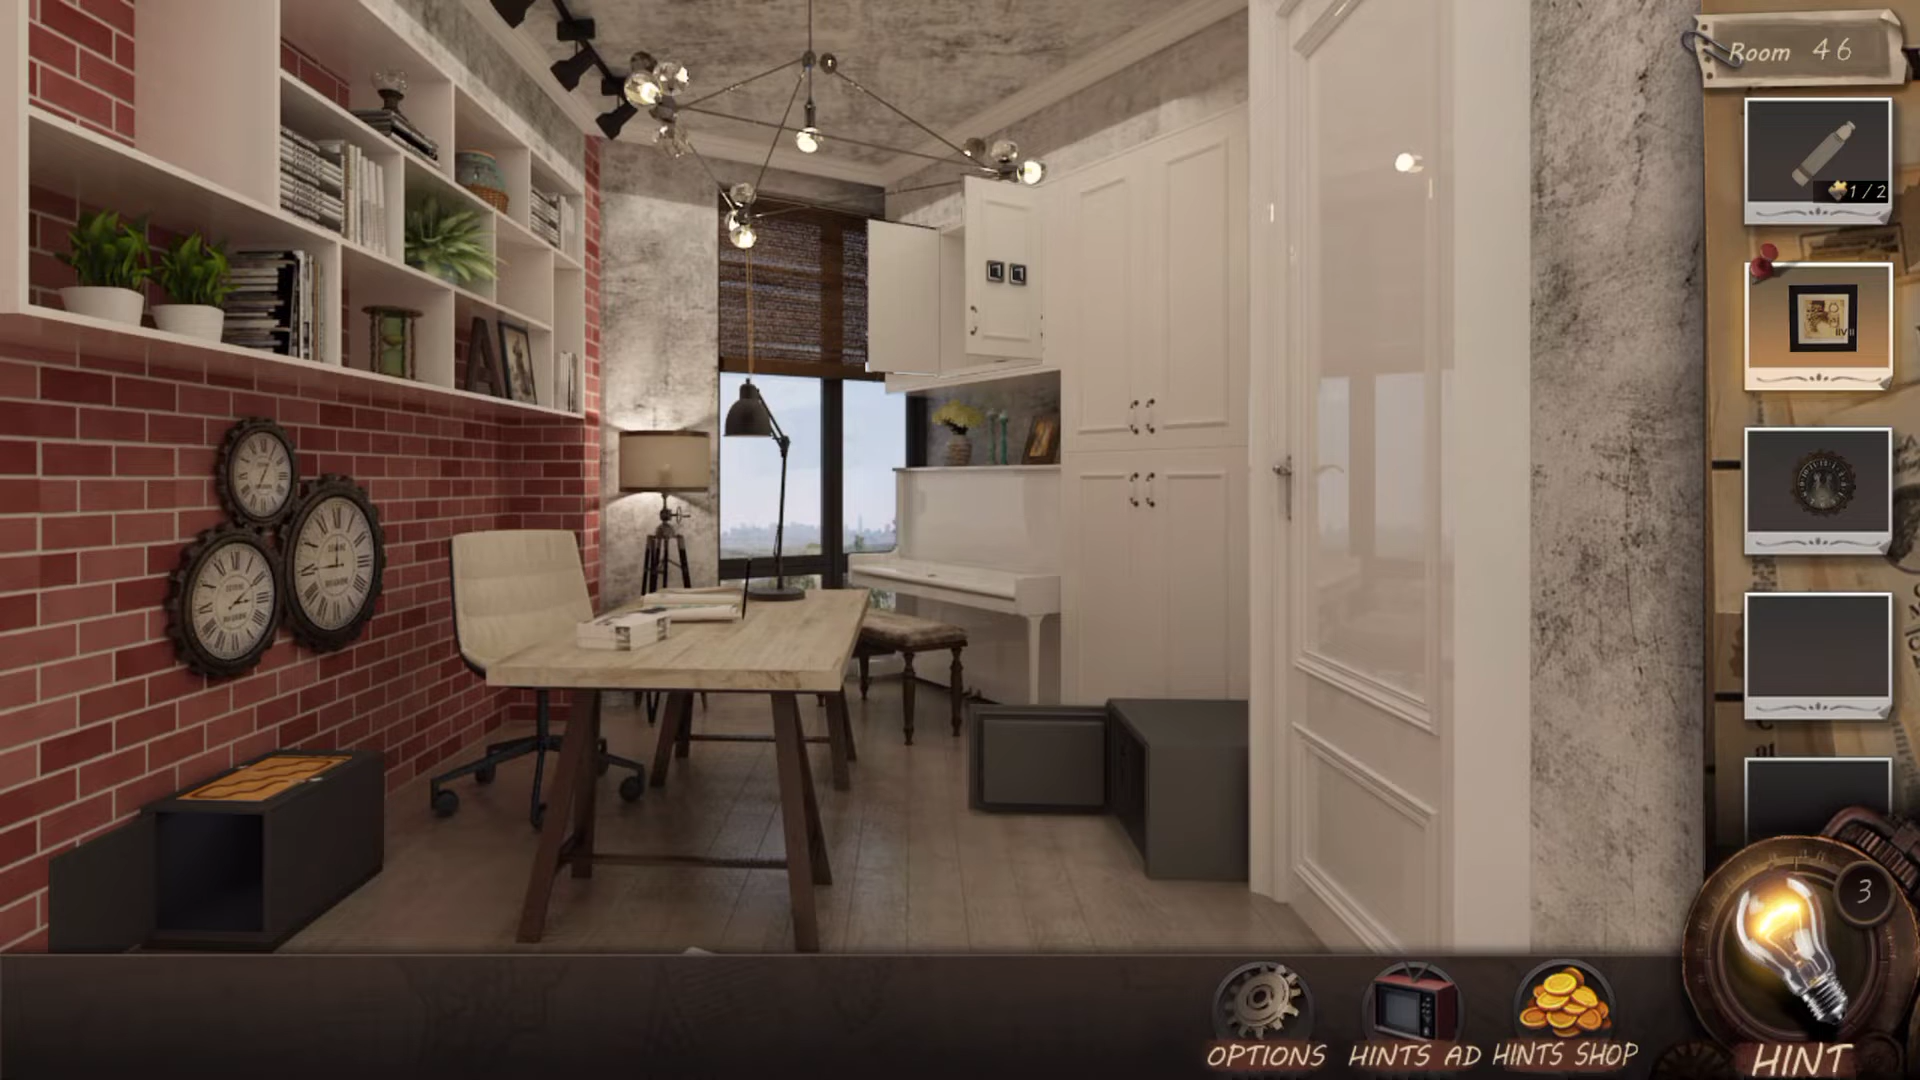 Room 46
1/2
A
3
OPTIONS
HINTS AD
HINTS SHOP
HINT